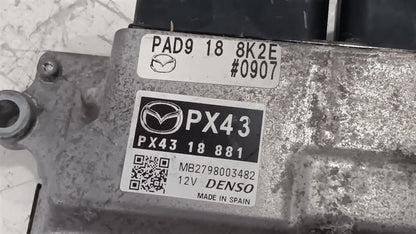 PAD9 18 8K2E
#0907
PX43
PX43 18 881
MB2798003482
12V DENSO
MADE IN SPAIN